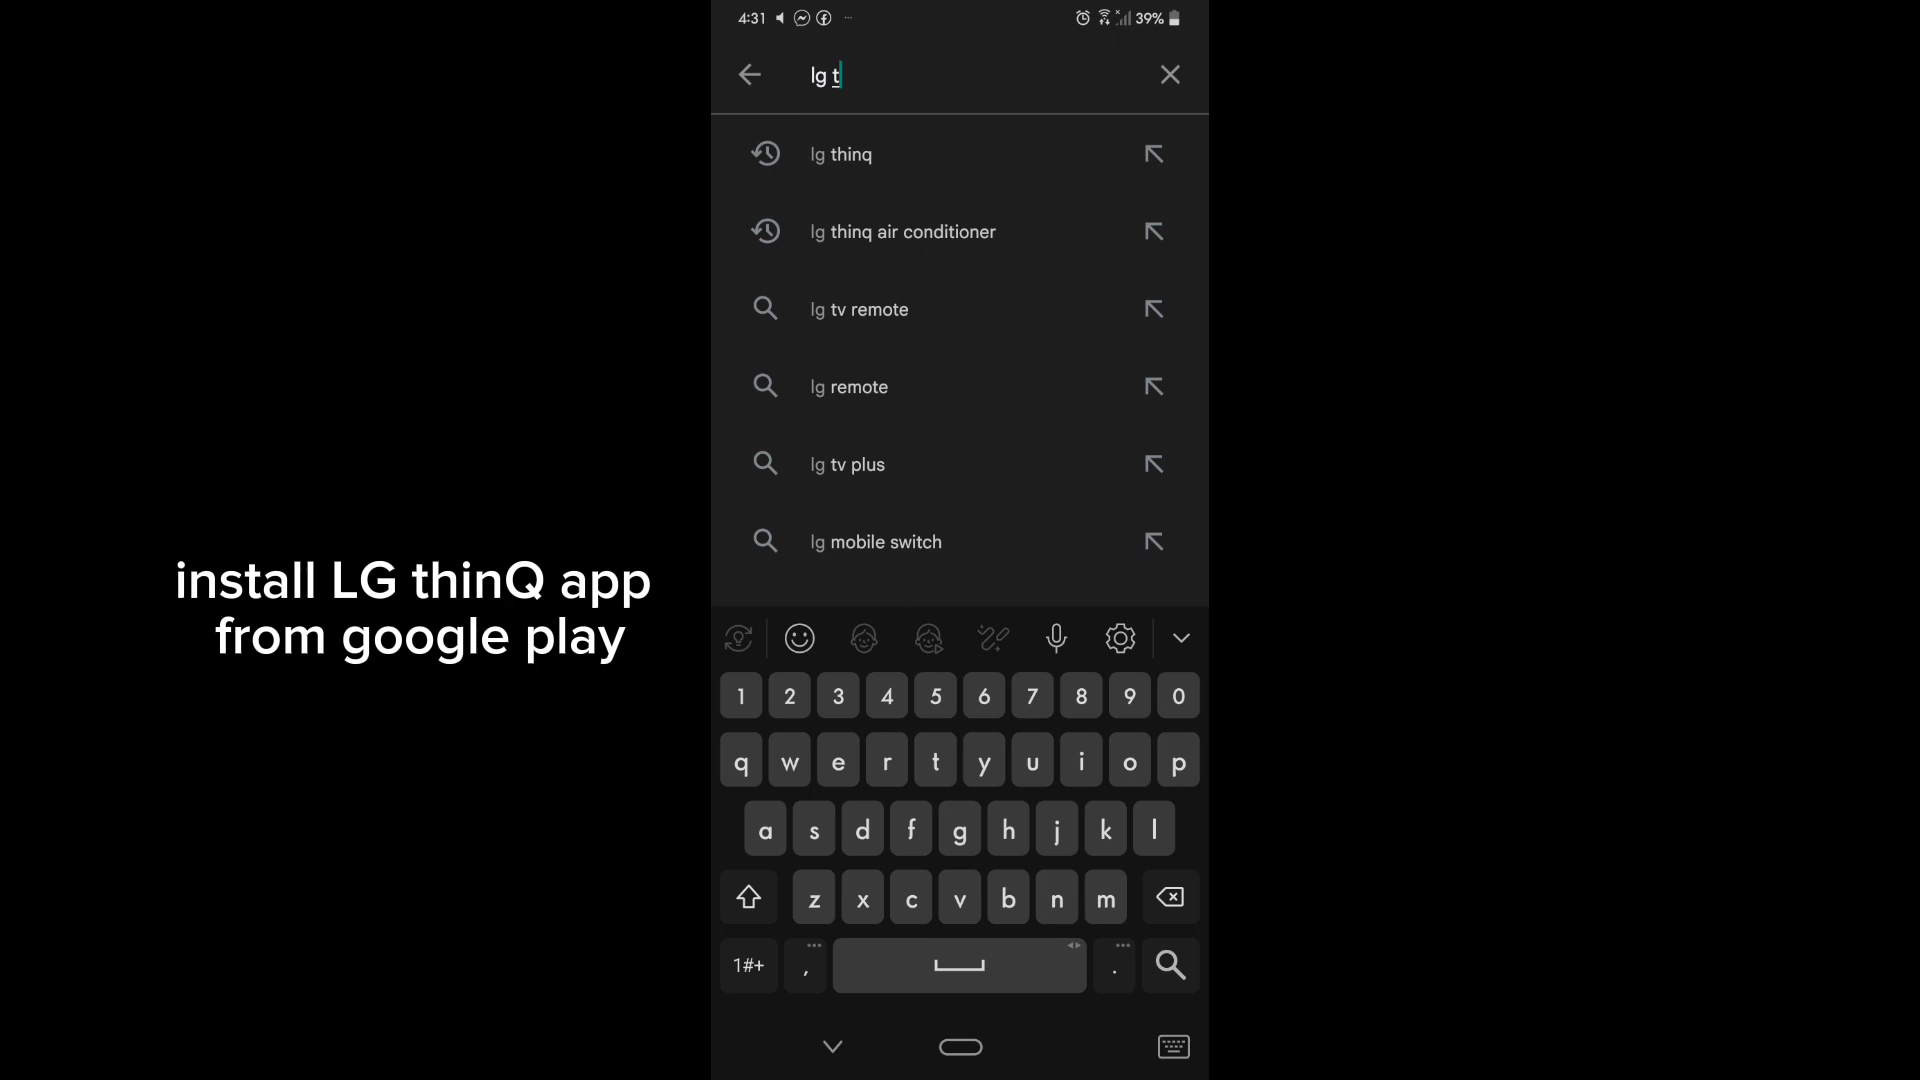 4:31 39%
lg t
lg thinq
lg thinq air conditioner
lg tv remote
lg remote
lg tv plus
lg mobile switch
install LG thinQ app
from google play
1 2 3 4 5 6 7 8 9 0
q w e r t y u i o p
a s d f g h j k l
z x c v b n m
1#+ , .